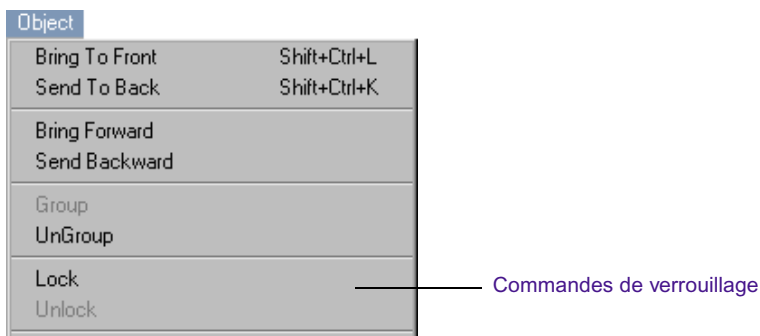 Object
Bring To Front Shift+Ctrl+L
Send To Back Shift+Ctrl+K
Bring Forward
Send Backward
Group
UnGroup
Lock
Unlock
Commandes de verrouillage